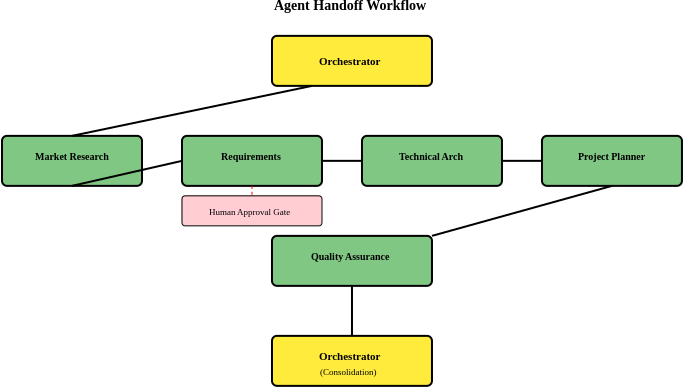 Agent Handoff Workflow
Orchestrator
Market Research
Requirements
Technical Arch
Project Planner
Human Approval Gate
Quality Assurance
Orchestrator
(Consolidation)